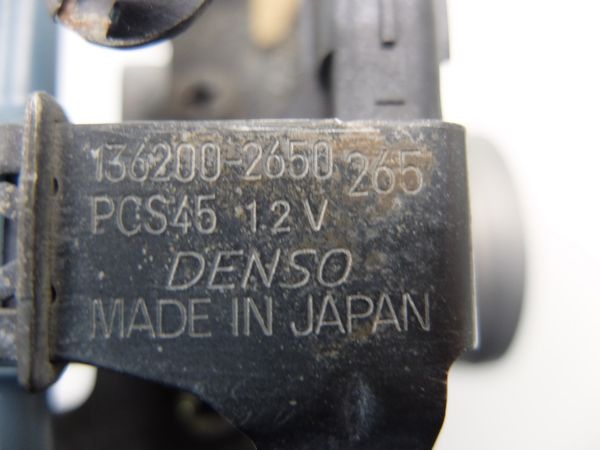 136200-2650 265
PCS45 12V
DENSO
MADE IN JAPAN